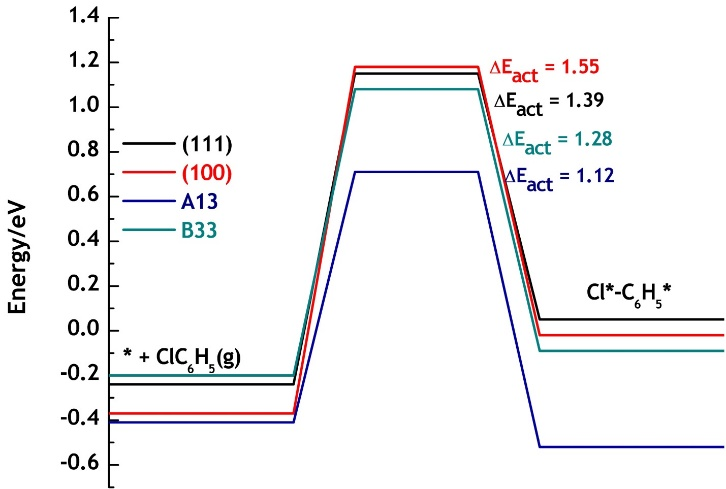 1.4
1.2
1.0
0.8
0.6
0.4
0.2
0.0
-0.2
-0.4
-0.6
Energy/eV
(111)
(100)
A13
B33
ΔEact = 1.55
ΔEact = 1.39
ΔEact = 1.28
ΔEact = 1.12
* + ClC₆H₅(g)
Cl*-C₆H₅*